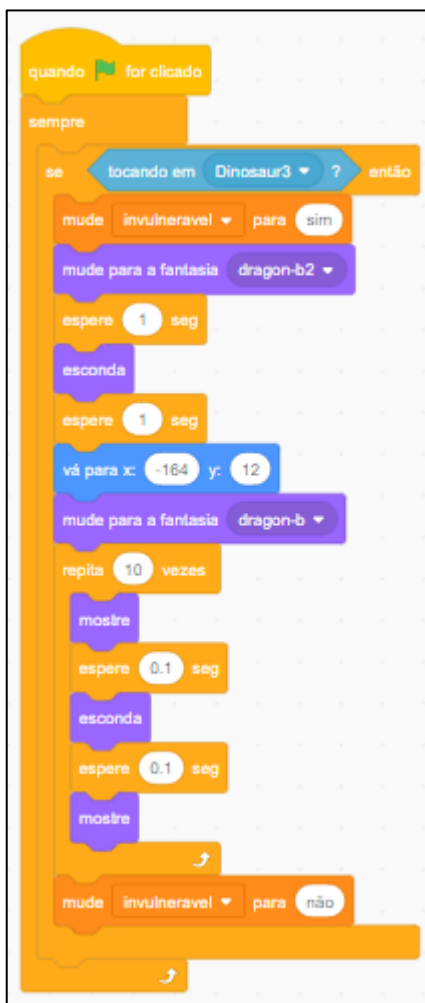 quando for clicado
sempre
se tocando em Dinosaur3 ? então
mude invulneravel para sim
mude para a fantasia dragon-b2
espere 1 seg
esconda
espere 1 seg
vá para x: -164 y: 12
mude para a fantasia dragon-b
repita 10 vezes
mostre
espere 0.1 seg
esconda
espere 0.1 seg
mostre
mude invulneravel para não